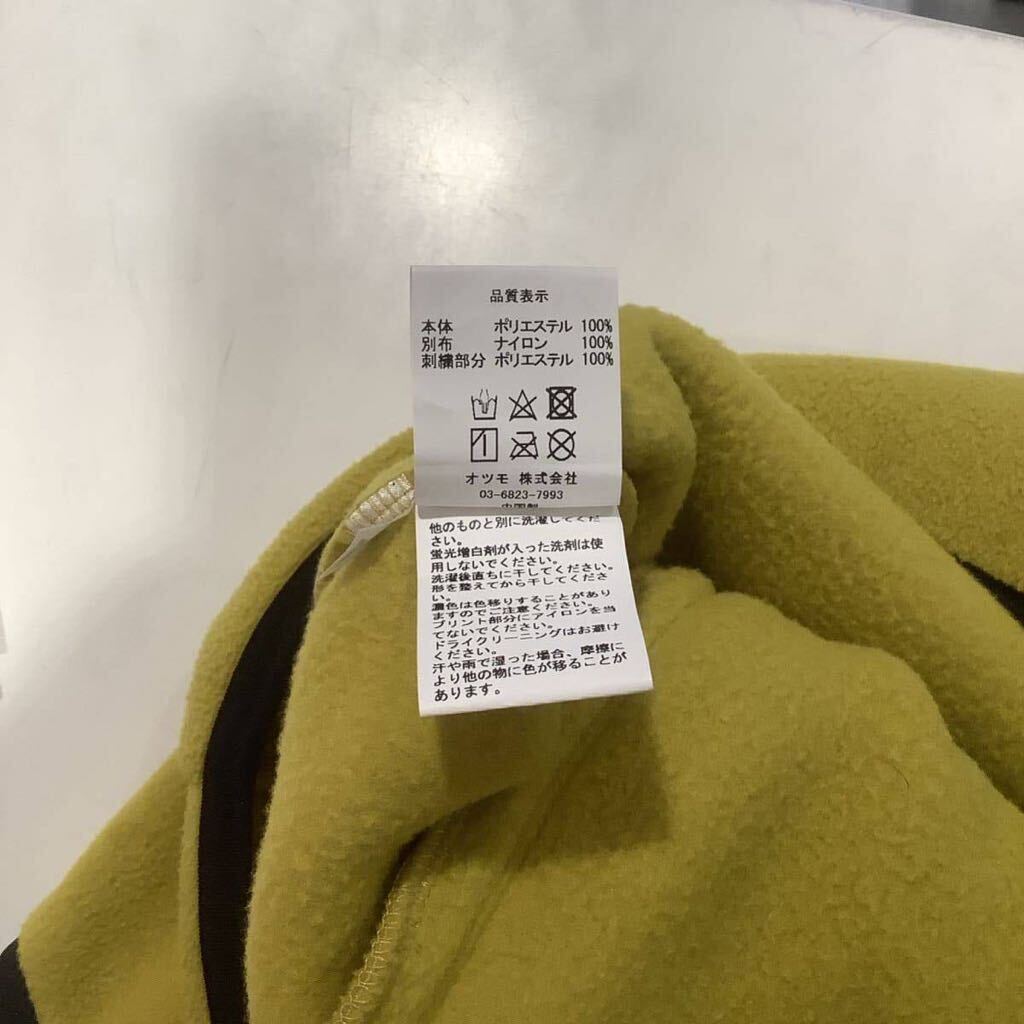 品質表示
本体 ポリエステル 100%
別布 ナイロン 100%
刺繍部分 ポリエステル 100%
オツモ 株式会社
03-6823-7993
中国製
他のものと別に洗濯してくだ
さい。
蛍光増白剤が入った洗剤は使
用しないでください。
洗濯後直ちに干してください。
形を整えてから干してくださ
い。
濃色は色移りすることがあり
ますのでご注意ください。
プリント部分にアイロンを当
てないでください。
ドライクリーニングはお避け
ください。
汗や雨で湿った場合、摩擦に
より他の物に色が移ることが
あります。